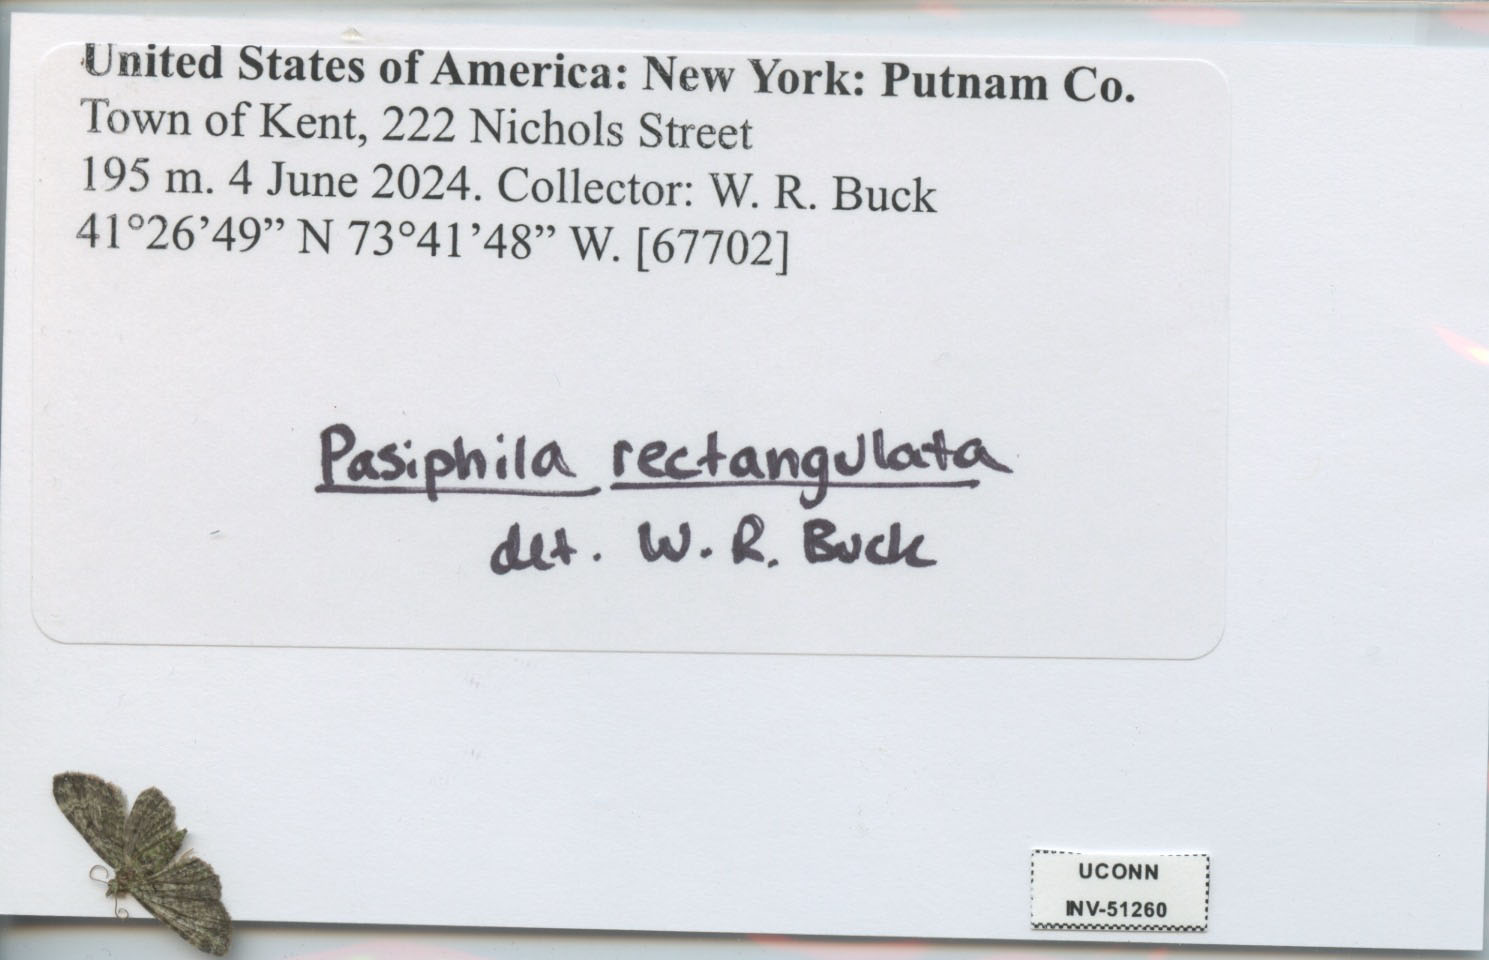 United States of America: New York: Putnam Co.
Town of Kent, 222 Nichols Street
195 m. 4 June 2024. Collector: W. R. Buck
41°26’49” N 73°41’48” W. [67702]
Pasiphila rectangulata
det. W. R. Buck
UCONN
INV-51260